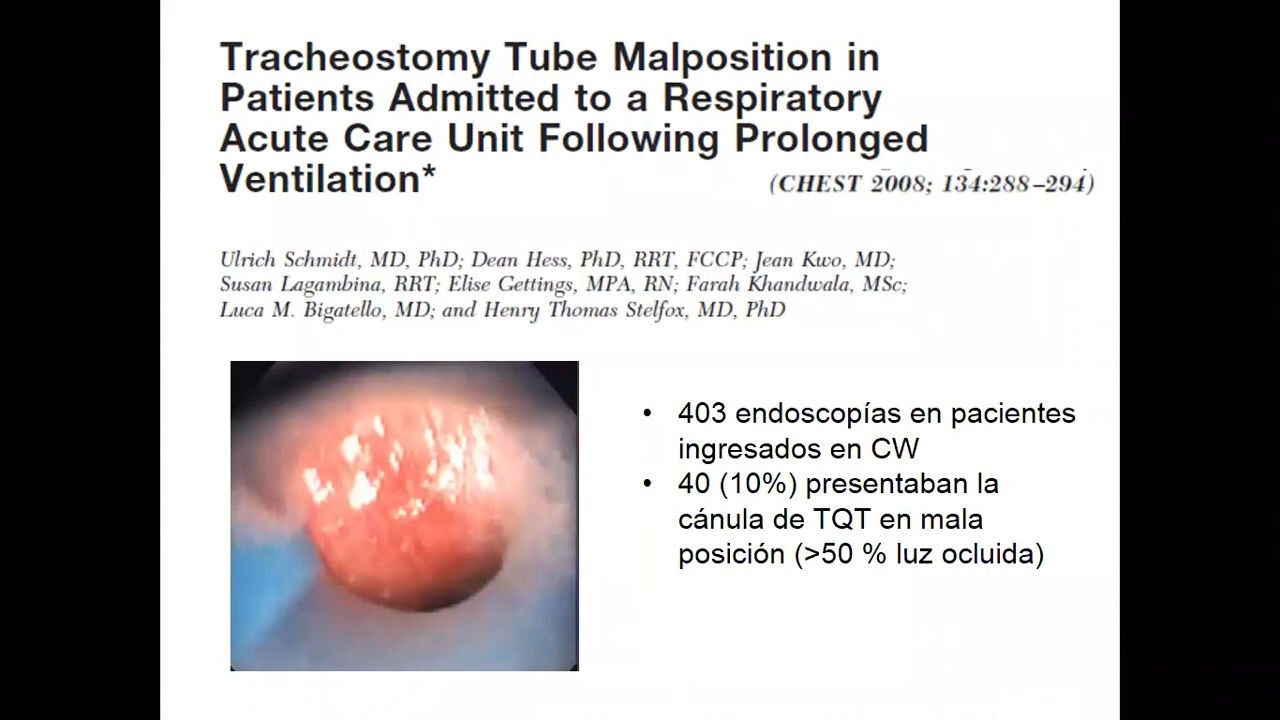 Tracheostomy Tube Malposition in
Patients Admitted to a Respiratory
Acute Care Unit Following Prolonged
Ventilation*
(CHEST 2008; 134:288–294)
Ulrich Schmidt, MD, PhD; Dean Hess, PhD, RRT, FCCP; Jean Kwo, MD;
Susan Lagambina, RRT; Elise Gettings, MPA, RN; Farah Khandwala, MSc;
Luca M. Bigatello, MD; and Henry Thomas Stelfox, MD, PhD
• 403 endoscopías en pacientes
ingresados en CW
• 40 (10%) presentaban la
cánula de TQT en mala
posición (>50 % luz ocluida)